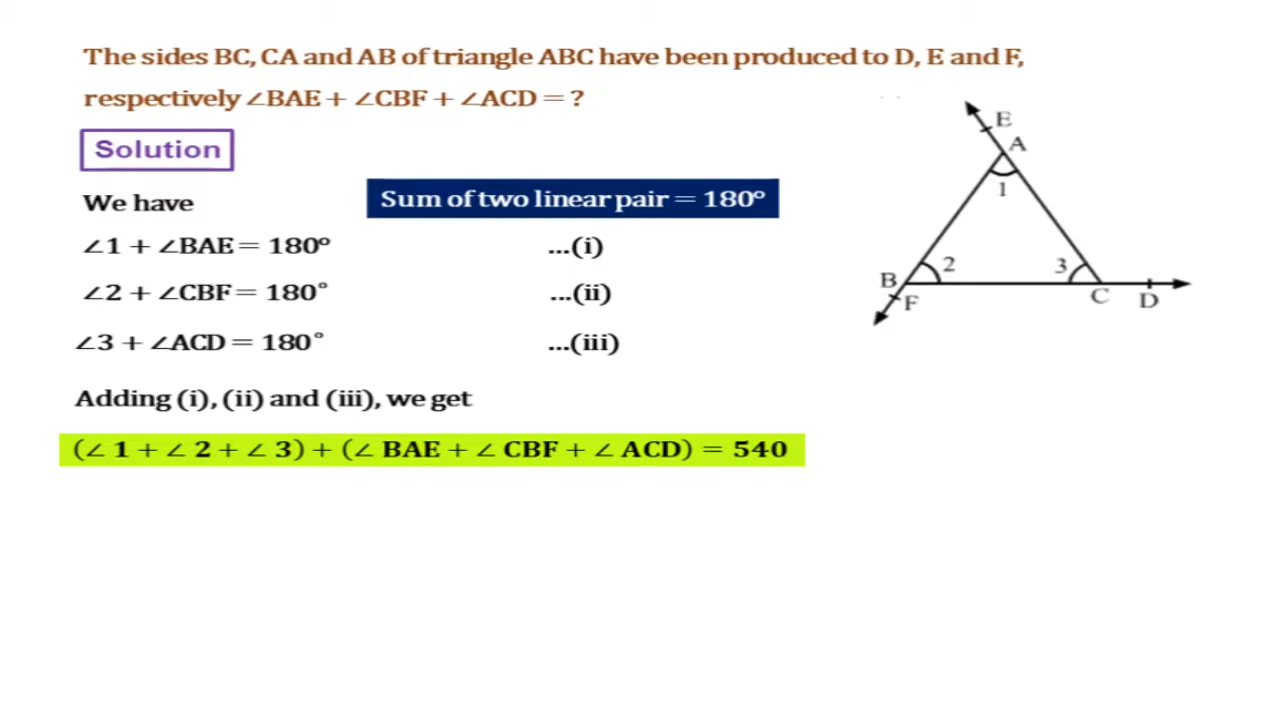 The sides BC, CA and AB of triangle ABC have been produced to D, E and F,
respectively ∠BAE + ∠CBF + ∠ACD = ?
Solution
We have
Sum of two linear pair = 180°
∠1 + ∠BAE = 180° ...(i)
∠2 + ∠CBF = 180° ...(ii)
∠3 + ∠ACD = 180° ...(iii)
Adding (i), (ii) and (iii), we get
(∠ 1 + ∠ 2 + ∠ 3) + (∠ BAE + ∠ CBF + ∠ ACD) = 540
E
A
1
B
2
3
F
C
D